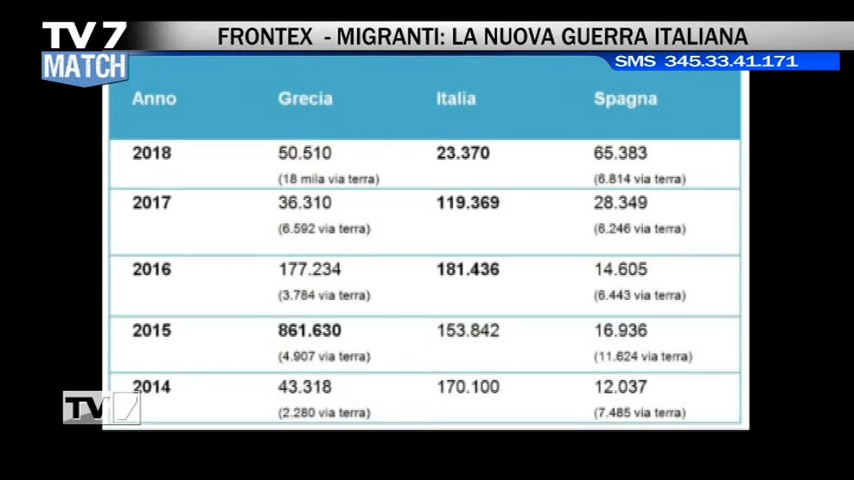 TV 7
MATCH
FRONTEX - MIGRANTI: LA NUOVA GUERRA ITALIANA
SMS 345.33.41.171
Anno Grecia Italia Spagna
2018 50.510 23.370 65.383
(18 mila via terra) (6.814 via terra)
2017 36.310 119.369 28.349
(6.592 via terra) (6.246 via terra)
2016 177.234 181.436 14.605
(3.784 via terra) (6.443 via terra)
2015 861.630 153.842 16.936
(4.907 via terra) (11.624 via terra)
2014 43.318 170.100 12.037
(2.280 via terra) (7.485 via terra)
TV 7